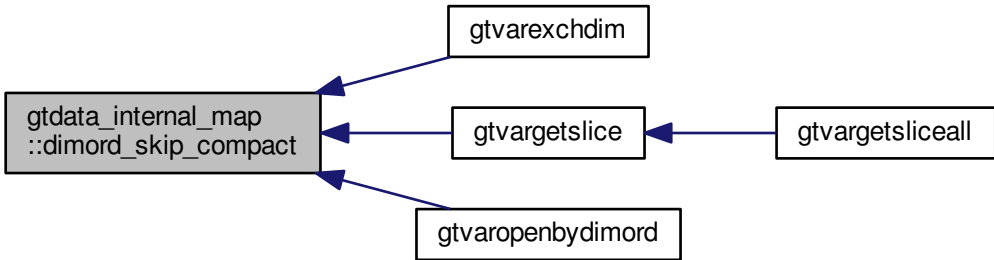 gtvarexchdim
gtdata_internal_map
::dimord_skip_compact
gtvargetslice
gtvargetsliceall
gtvaropenbydimord